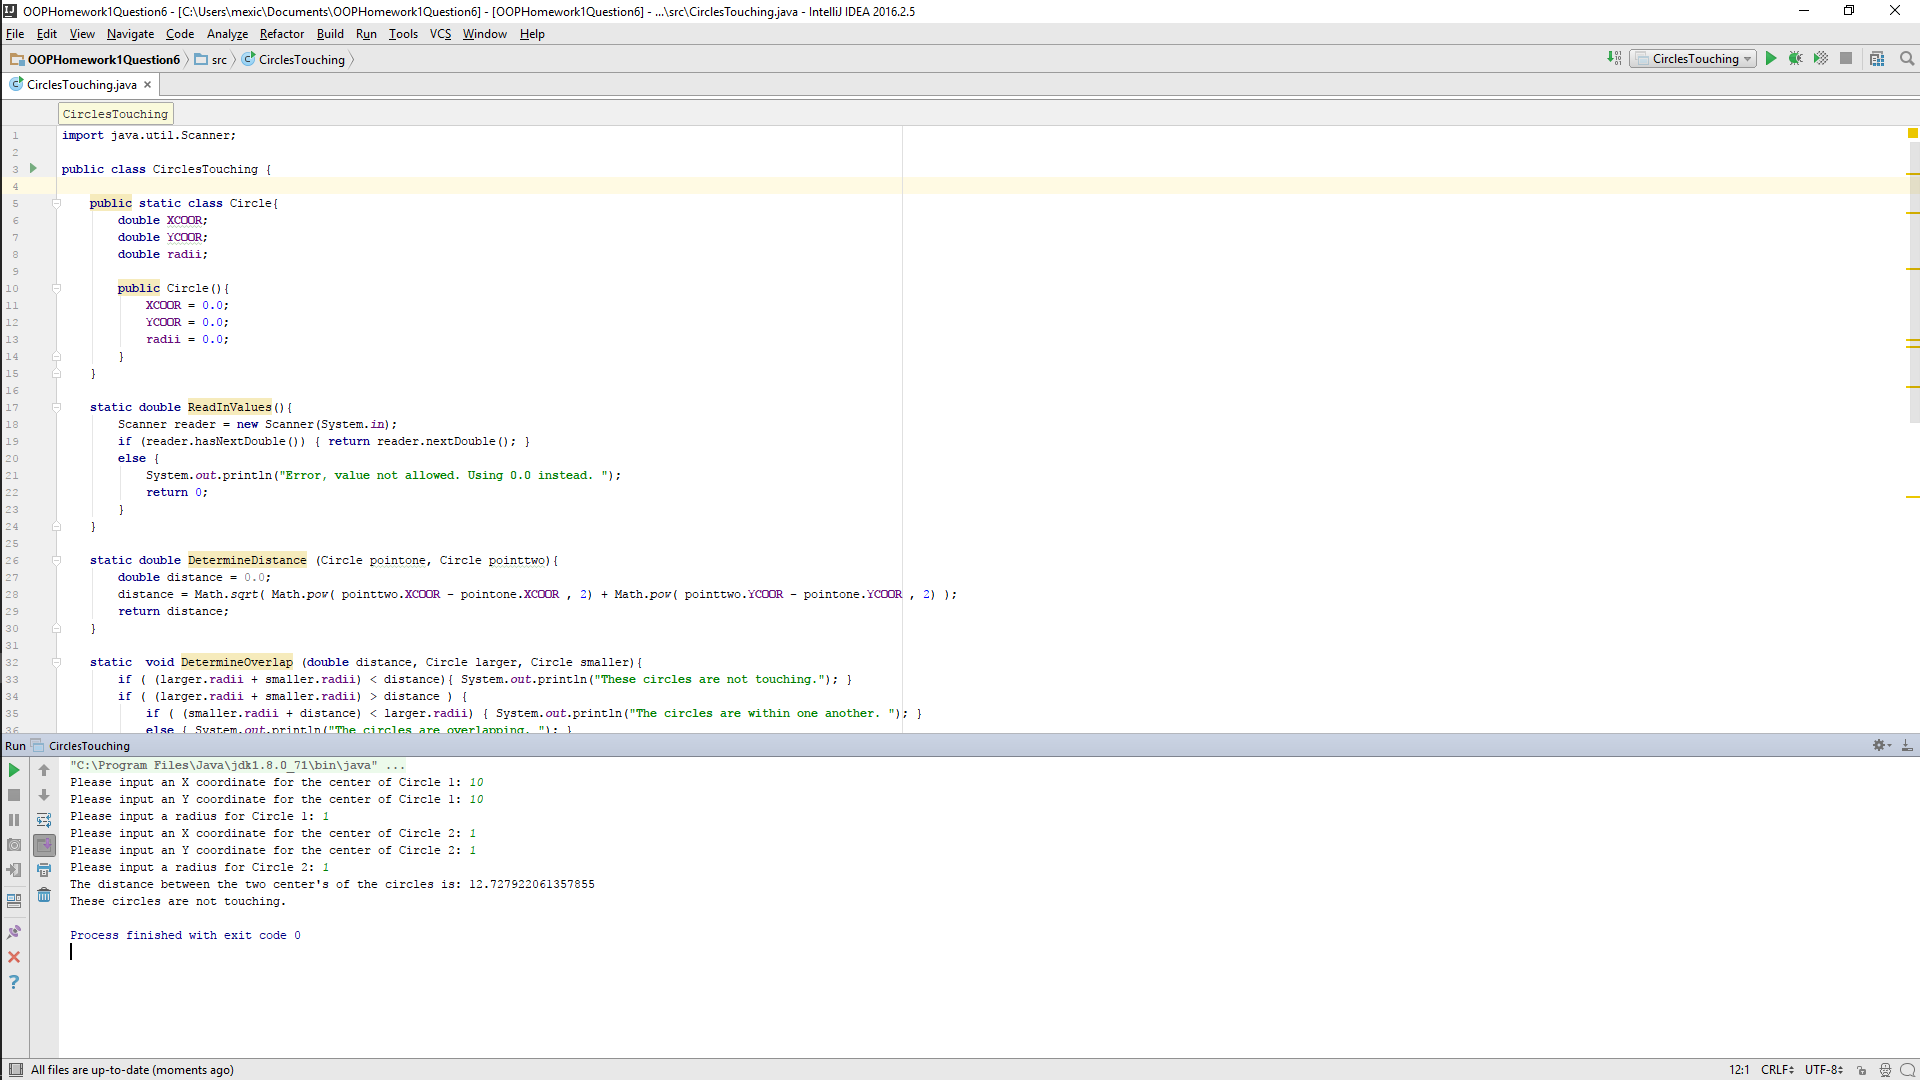 OOPHomework1Question6 - [C:\Users\mexic\Documents\OOPHomework1Question6] - [OOPHomework1Question6] - ...\src\CirclesTouching.java - IntelliJ IDEA 2016.2.5
File Edit View Navigate Code Analyze Refactor Build Run Tools VCS Window Help
OOPHomework1Question6 src CirclesTouching CirclesTouching
CirclesTouching.java
CirclesTouching
1 import java.util.Scanner;
2
3 public class CirclesTouching {
4
5 public static class Circle{
6 double XCOOR;
7 double YCOOR;
8 double radii;
9
10 public Circle(){
11 XCOOR = 0.0;
12 YCOOR = 0.0;
13 radii = 0.0;
14 }
15 }
16
17 static double ReadInValues(){
18 Scanner reader = new Scanner(System.in);
19 if (reader.hasNextDouble()) { return reader.nextDouble(); }
20 else {
21 System.out.println("Error, value not allowed. Using 0.0 instead. ");
22 return 0;
23 }
24 }
25
26 static double DetermineDistance (Circle pointone, Circle pointtwo){
27 double distance = 0.0;
28 distance = Math.sqrt( Math.pow( pointtwo.XCOOR - pointone.XCOOR , 2) + Math.pow( pointtwo.YCOOR - pointone.YCOOR , 2) );
29 return distance;
30 }
31
32 static void DetermineOverlap (double distance, Circle larger, Circle smaller){
33 if ( (larger.radii + smaller.radii) < distance){ System.out.println("These circles are not touching."); }
34 if ( (larger.radii + smaller.radii) > distance ) {
35 if ( (smaller.radii + distance) < larger.radii) { System.out.println("The circles are within one another. "); }
36 else { System.out.println("The circles are overlapping. "); }
Run CirclesTouching
"C:\Program Files\Java\jdk1.8.0_71\bin\java" ...
Please input an X coordinate for the center of Circle 1: 10
Please input an Y coordinate for the center of Circle 1: 10
Please input a radius for Circle 1: 1
Please input an X coordinate for the center of Circle 2: 1
Please input an Y coordinate for the center of Circle 2: 1
Please input a radius for Circle 2: 1
The distance between the two center's of the circles is: 12.727922061357855
These circles are not touching.
Process finished with exit code 0
All files are up-to-date (moments ago) 12:1 CRLF UTF-8